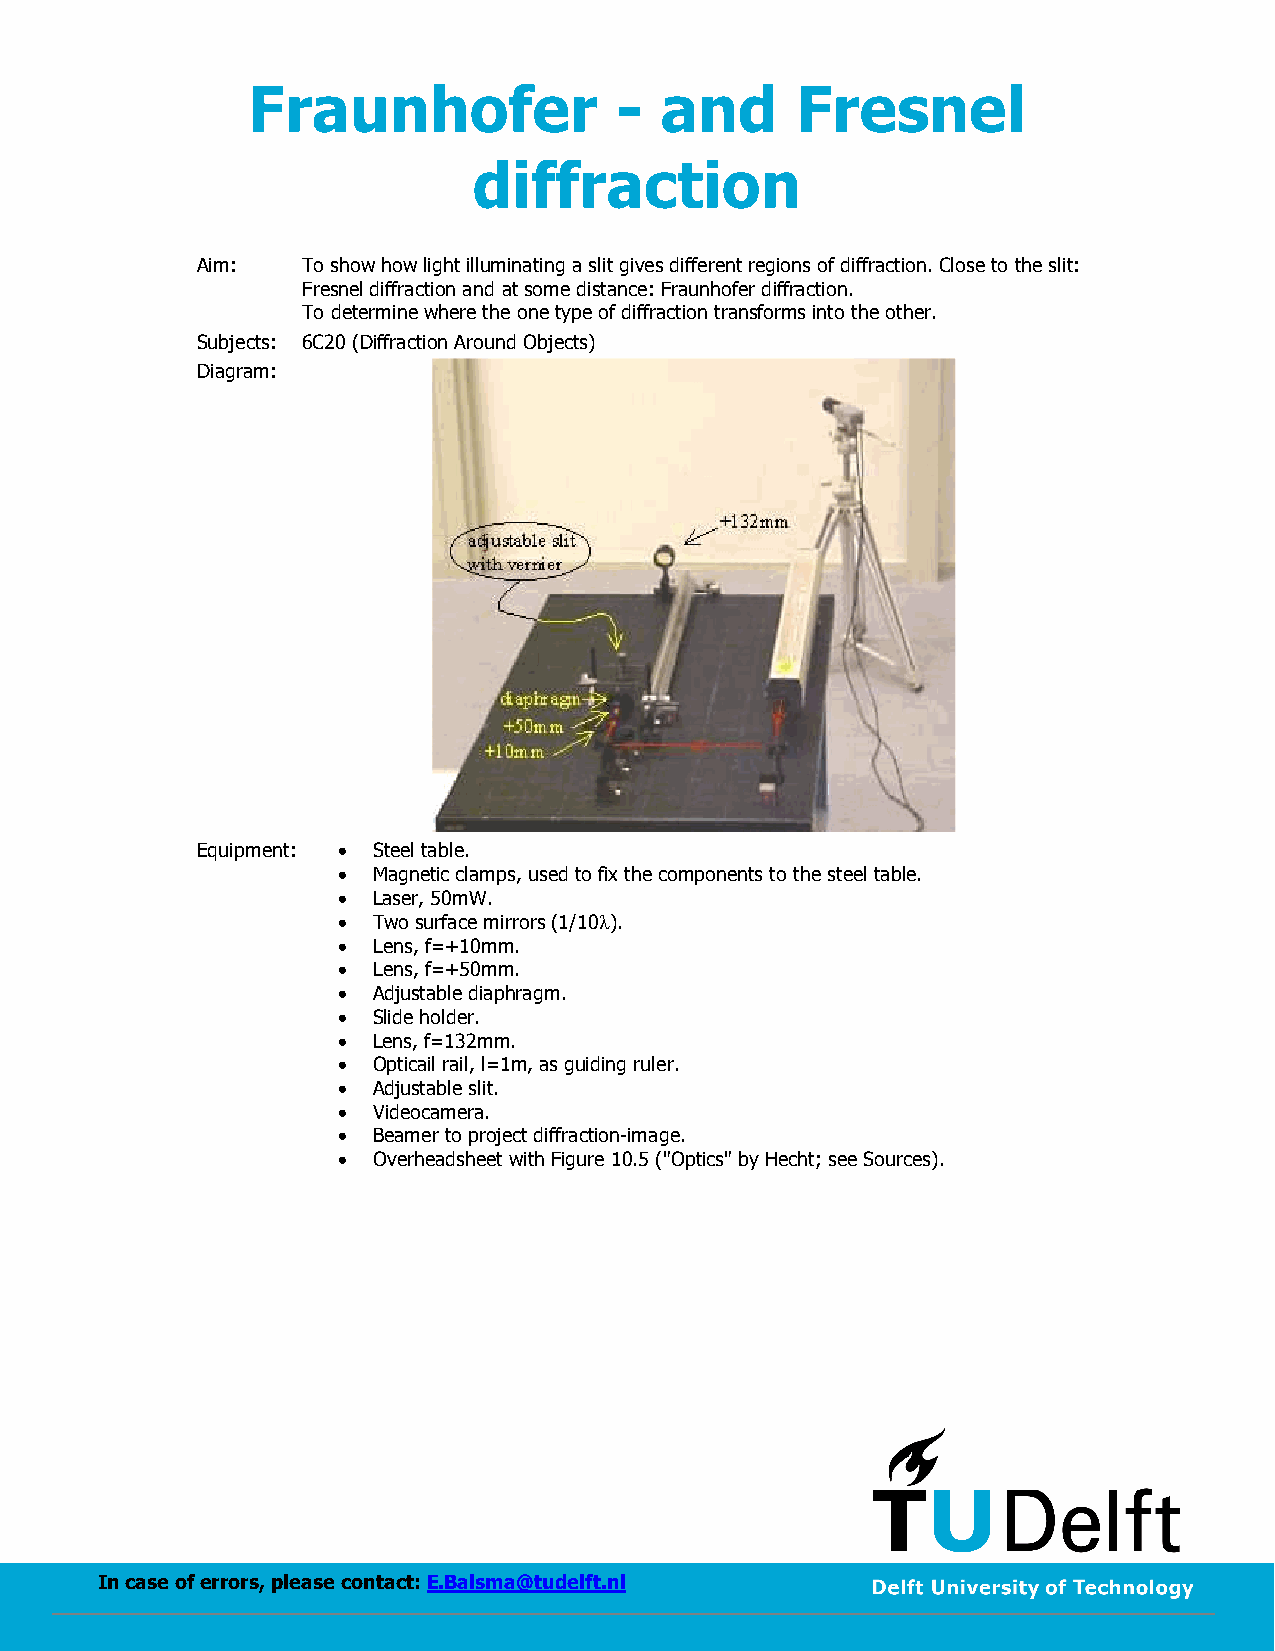 Fraunhofer - and Fresnel
diffraction
Aim: To show how light illuminating a slit gives different regions of diffraction. Close to the slit:
Fresnel diffraction and at some distance: Fraunhofer diffraction.
To determine where the one type of diffraction transforms into the other.
Subjects: 6C20 (Diffraction Around Objects)
Diagram:
+132mm
adjustable slit
with vernier
diaphragm
+50mm
+10mm
Equipment: • Steel table.
• Magnetic clamps, used to fix the components to the steel table.
• Laser, 50mW.
• Two surface mirrors (1/10λ).
• Lens, f=+10mm.
• Lens, f=+50mm.
• Adjustable diaphragm.
• Slide holder.
• Lens, f=132mm.
• Opticail rail, l=1m, as guiding ruler.
• Adjustable slit.
• Videocamera.
• Beamer to project diffraction-image.
• Overheadsheet with Figure 10.5 ("Optics" by Hecht; see Sources).
TUDelft
In case of errors, please contact: E.Balsma@tudelft.nl
Delft University of Technology